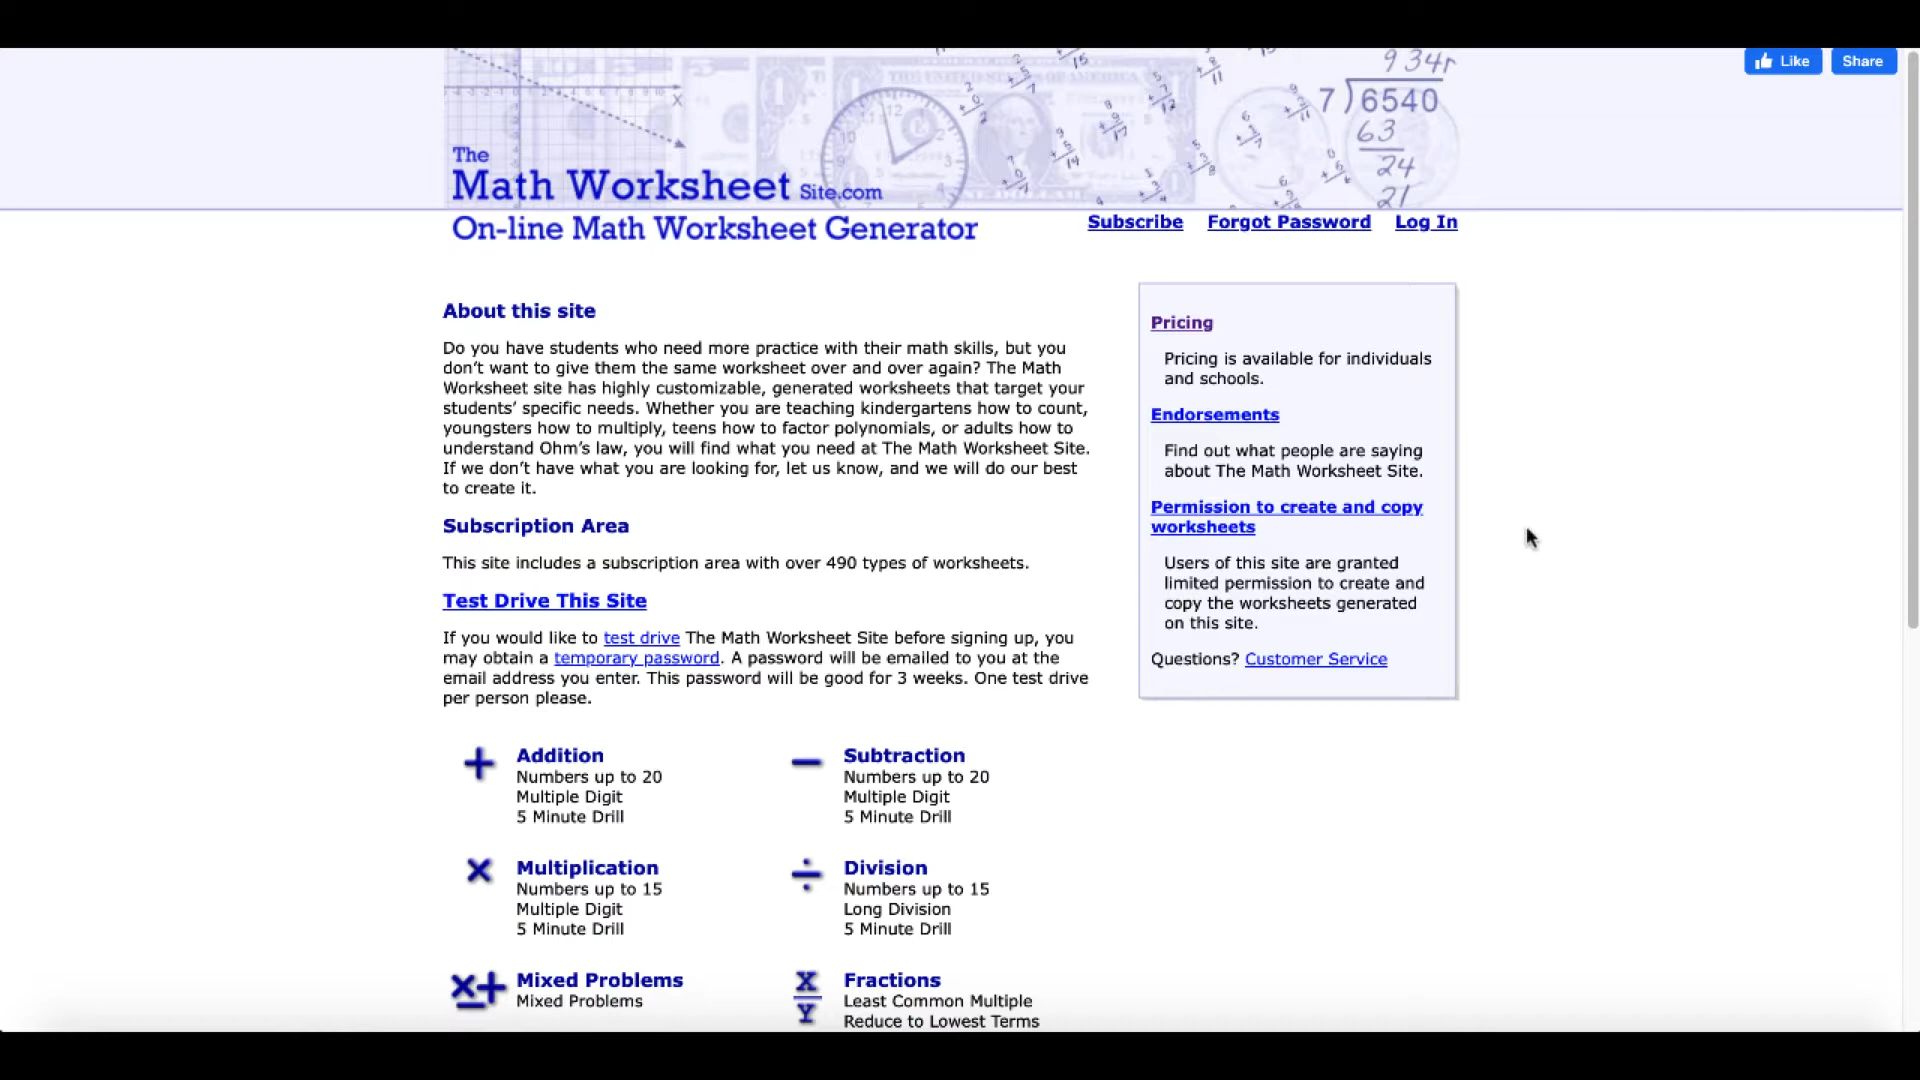 Like Share
934r
7 6540
63
24
21
The
Math Worksheet Site.com
On-line Math Worksheet Generator
Subscribe Forgot Password Log In
About this site
Do you have students who need more practice with their math skills, but you
don’t want to give them the same worksheet over and over again? The Math
Worksheet site has highly customizable, generated worksheets that target your
students’ specific needs. Whether you are teaching kindergartens how to count,
youngsters how to multiply, teens how to factor polynomials, or adults how to
understand Ohm’s law, you will find what you need at The Math Worksheet Site.
If we don’t have what you are looking for, let us know, and we will do our best
to create it.
Subscription Area
This site includes a subscription area with over 490 types of worksheets.
Test Drive This Site
If you would like to test drive The Math Worksheet Site before signing up, you
may obtain a temporary password. A password will be emailed to you at the
email address you enter. This password will be good for 3 weeks. One test drive
per person please.
Pricing
Pricing is available for individuals
and schools.
Endorsements
Find out what people are saying
about The Math Worksheet Site.
Permission to create and copy
worksheets
Users of this site are granted
limited permission to create and
copy the worksheets generated
on this site.
Questions? Customer Service
+ Addition
Numbers up to 20
Multiple Digit
5 Minute Drill
− Subtraction
Numbers up to 20
Multiple Digit
5 Minute Drill
× Multiplication
Numbers up to 15
Multiple Digit
5 Minute Drill
÷ Division
Numbers up to 15
Long Division
5 Minute Drill
Mixed Problems
Mixed Problems
X
Y
Fractions
Least Common Multiple
Reduce to Lowest Terms